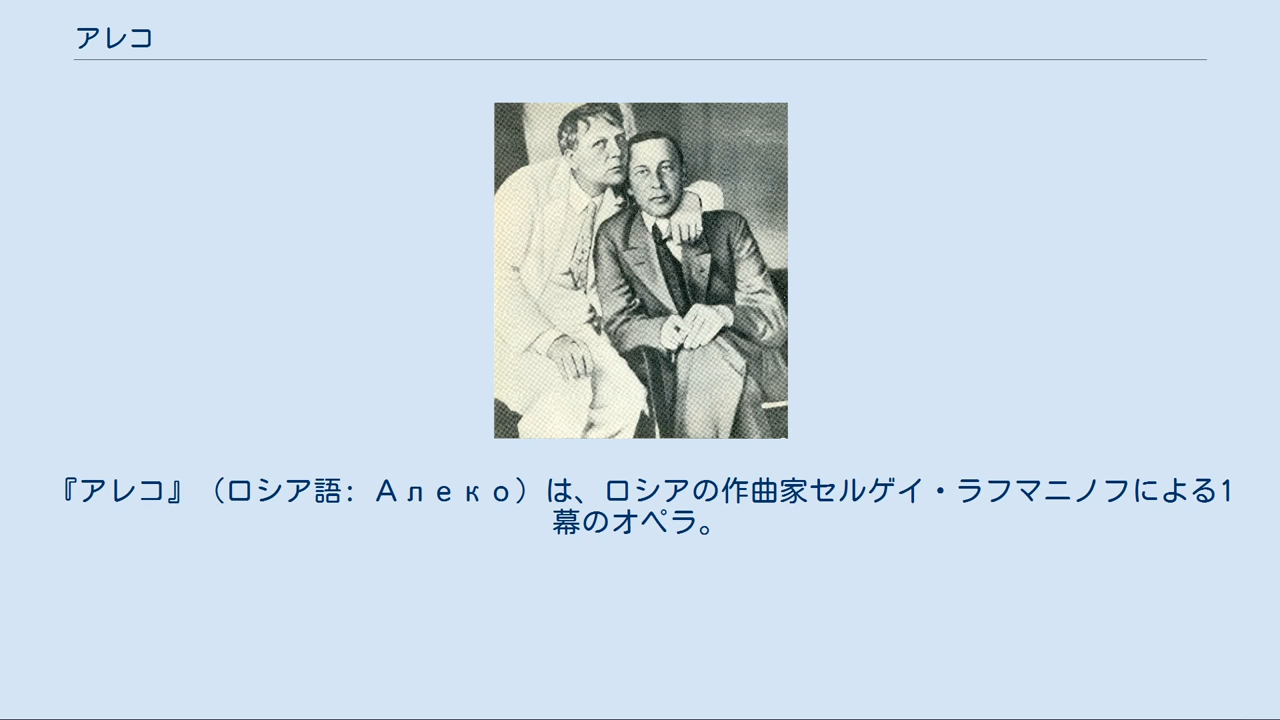 アレコ
『アレコ』（ロシア語: Алеко）は、ロシアの作曲家セルゲイ・ラフマニノフによる1
幕のオペラ。